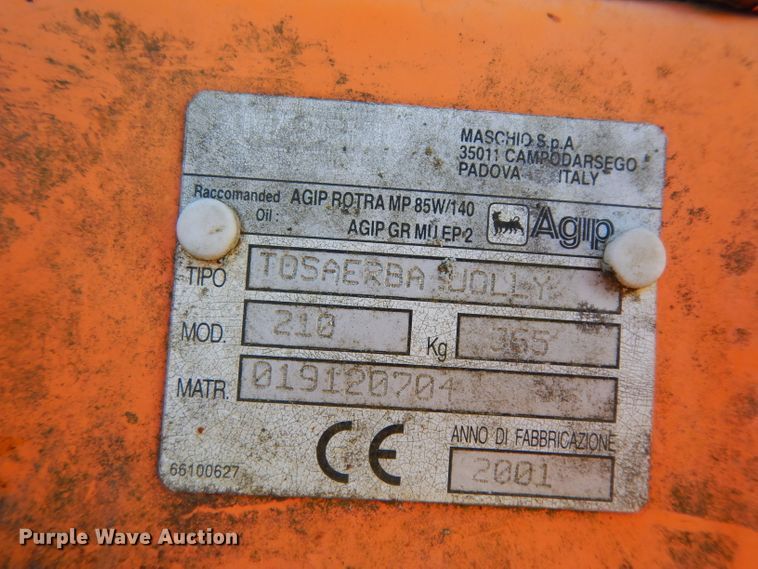 MASCHIO S.p.A
35011 CAMPODARSEGO
PADOVA ITALY
Raccomanded Oil : AGIP ROTRA MP 85W/140
AGIP GR MU EP 2
Agip
TIPO TOSAERBA JOLLY
MOD. 210 Kg 365
MATR. 019120704
CE ANNO DI FABBRICAZIONE
2001
66100627
Purple Wave Auction